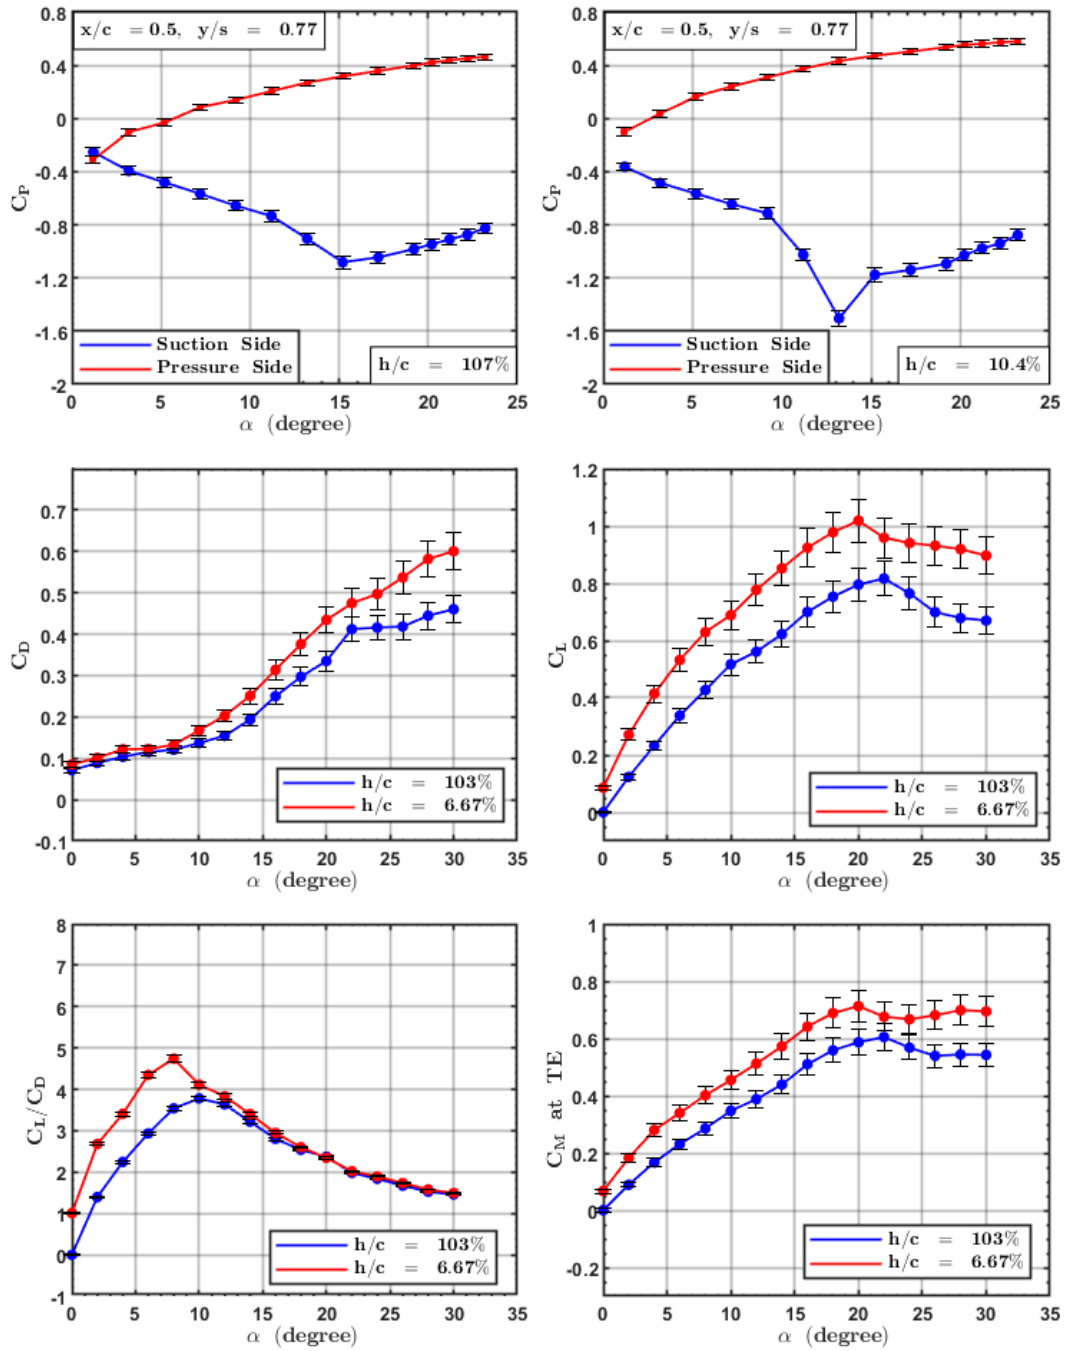 x/c = 0.5, y/s = 0.77
0.8
0.4
0
-0.4
-0.8
-1.2
-1.6
-2
C_P
Suction Side
Pressure Side
h/c = 107%
0 5 10 15 20 25
α (degree)
x/c = 0.5, y/s = 0.77
0.8
0.4
0
-0.4
-0.8
-1.2
-1.6
-2
C_P
Suction Side
Pressure Side
h/c = 10.4%
0 5 10 15 20 25
α (degree)
0.7
0.6
0.5
0.4
0.3
0.2
0.1
0
-0.1
C_D
h/c = 103%
h/c = 6.67%
0 5 10 15 20 25 30 35
α (degree)
1.2
1
0.8
0.6
0.4
0.2
0
C_L
h/c = 103%
h/c = 6.67%
0 5 10 15 20 25 30 35
α (degree)
8
7
6
5
4
3
2
1
0
-1
C_L/C_D
h/c = 103%
h/c = 6.67%
0 5 10 15 20 25 30 35
α (degree)
1
0.8
0.6
0.4
0.2
0
-0.2
C_M at TE
h/c = 103%
h/c = 6.67%
0 5 10 15 20 25 30 35
α (degree)